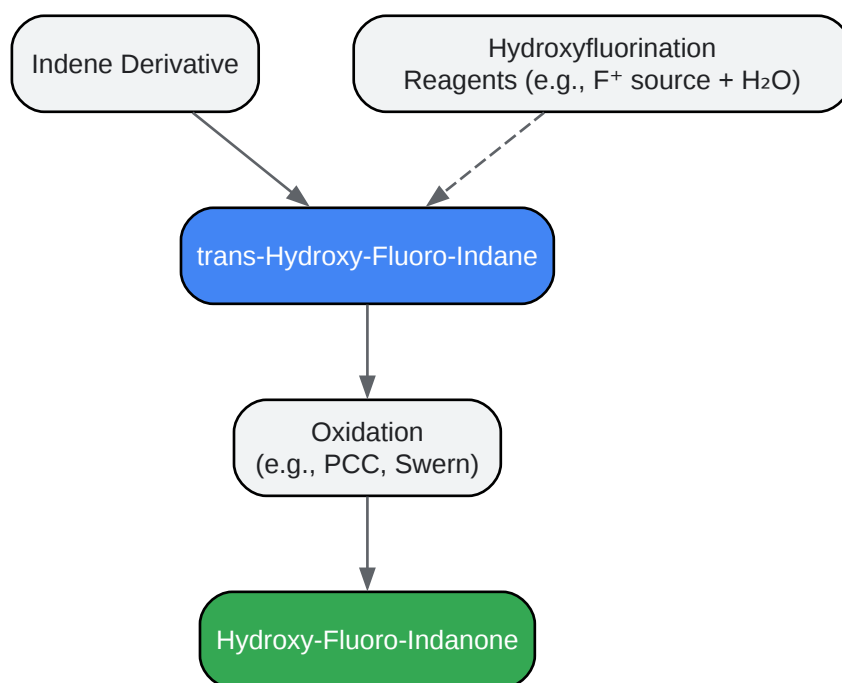 Indene Derivative
Hydroxyfluorination
Reagents (e.g., F⁺ source + H₂O)
trans-Hydroxy-Fluoro-Indane
Oxidation
(e.g., PCC, Swern)
Hydroxy-Fluoro-Indanone